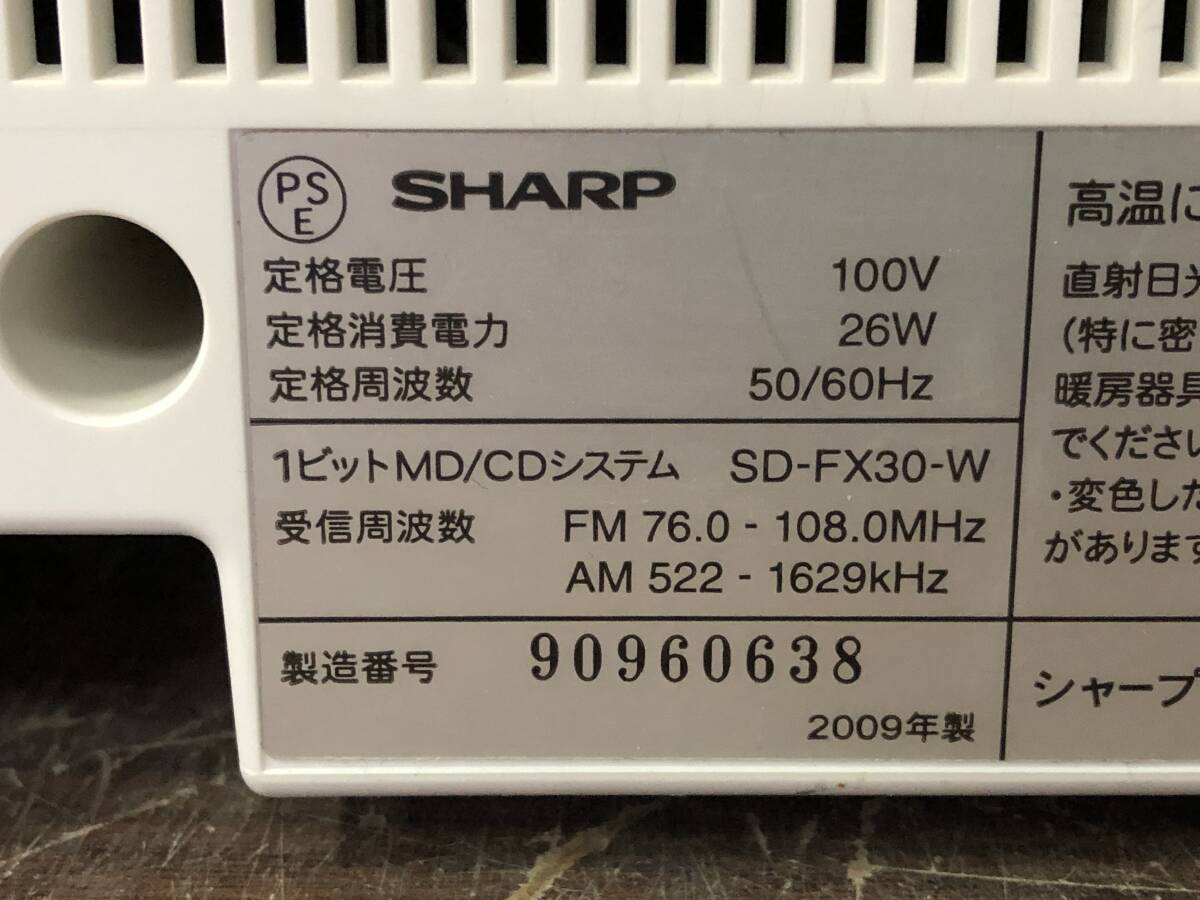 PS
E
SHARP
定格電圧 100V
定格消費電力 26W
定格周波数 50/60Hz
1ビットMD/CDシステム SD-FX30-W
受信周波数 FM 76.0 - 108.0MHz
AM 522 - 1629kHz
製造番号 90960638
2009年製
高温に
直射日光
(特に密
暖房器具
でください
・変色した
があります
シャープ